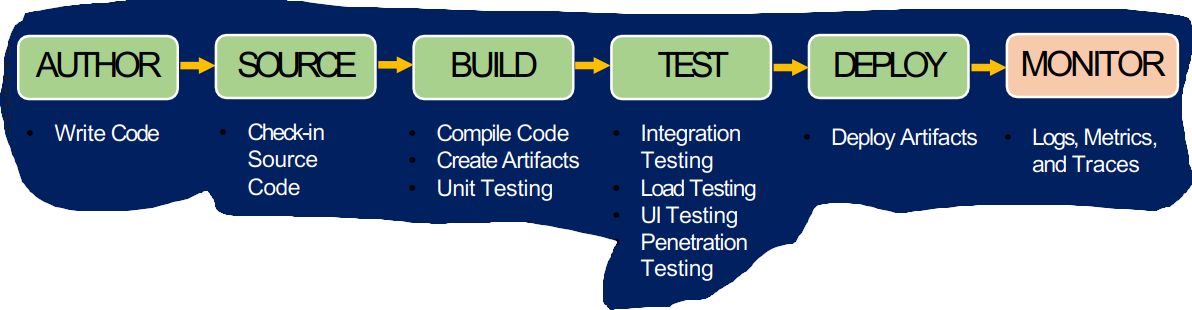 AUTHOR
SOURCE
BUILD
TEST
DEPLOY
MONITOR
• Write Code
• Check-in
Source
Code
• Compile Code
• Create Artifacts
• Unit Testing
• Integration
Testing
• Load Testing
• UI Testing
• Penetration
Testing
• Deploy Artifacts
• Logs, Metrics,
and Traces